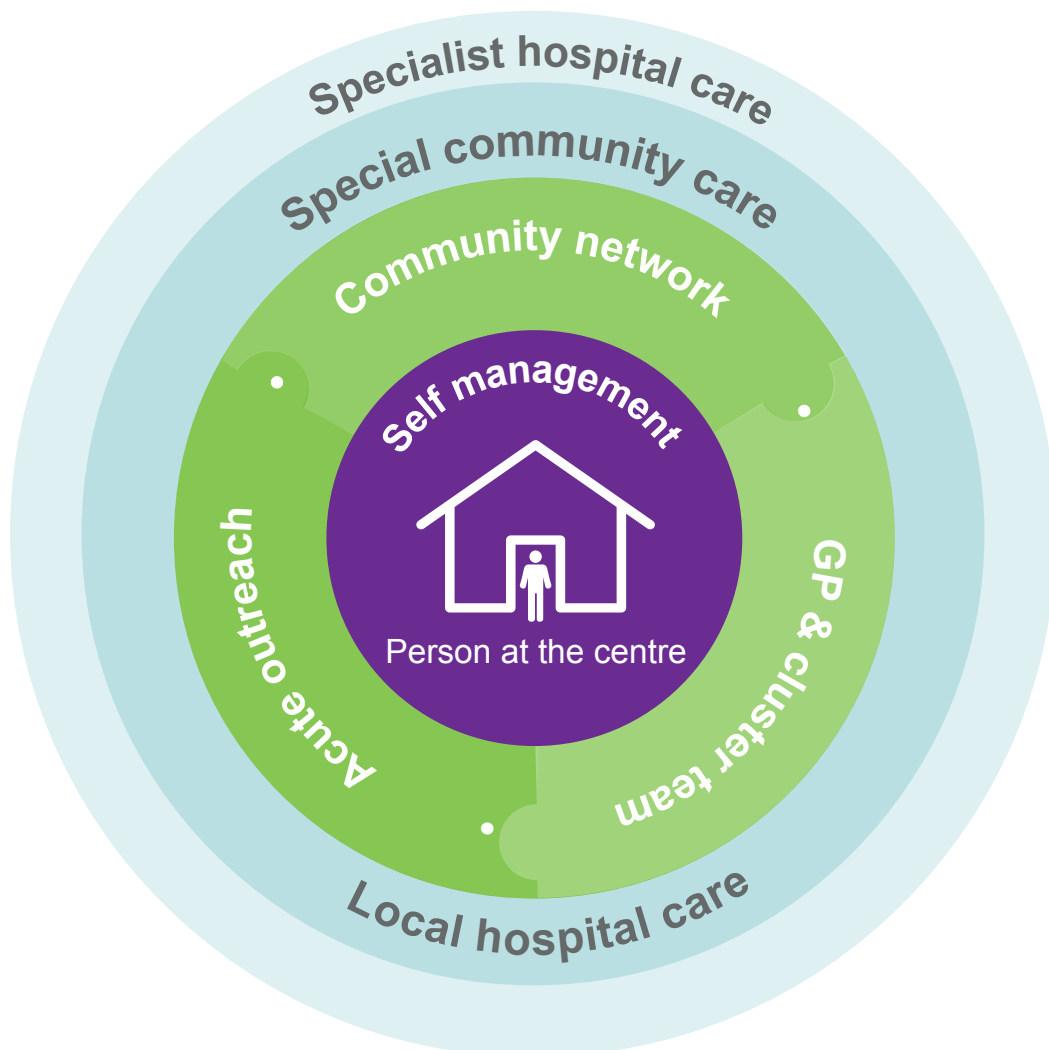 Specialist hospital care
Special community care
Community network
Self management
Person at the centre
GP & cluster team
Acute outreach
Local hospital care